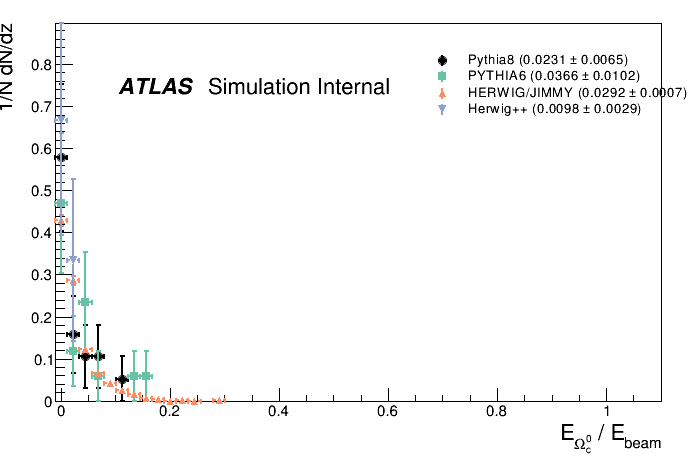 1/N dN/dz
ATLAS Simulation Internal
Pythia8 (0.0231 ± 0.0065)
PYTHIA6 (0.0366 ± 0.0102)
HERWIG/JIMMY (0.0292 ± 0.0007)
Herwig++ (0.0098 ± 0.0029)
0.8
0.7
0.6
0.5
0.4
0.3
0.2
0.1
0
0 0.2 0.4 0.6 0.8 1
E_{Ω_c^0} / E_{beam}